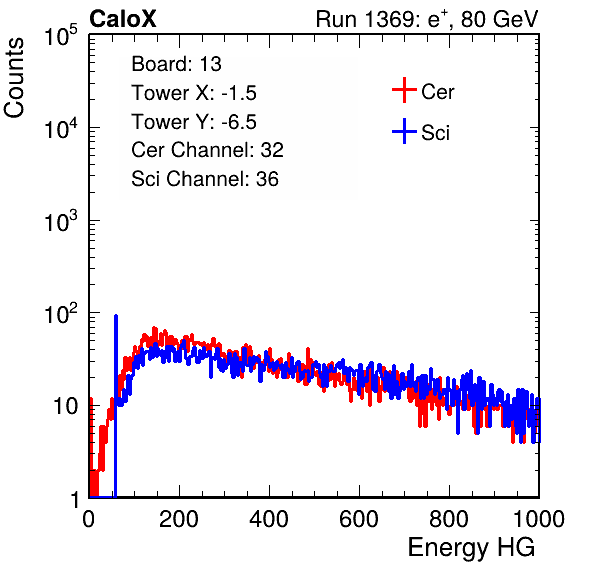 CaloX Run 1369: e⁺, 80 GeV
Counts
10⁵
10⁴
10³
10²
10
1
Board: 13
Tower X: -1.5
Tower Y: -6.5
Cer Channel: 32
Sci Channel: 36
Cer
Sci
0 200 400 600 800 1000
Energy HG